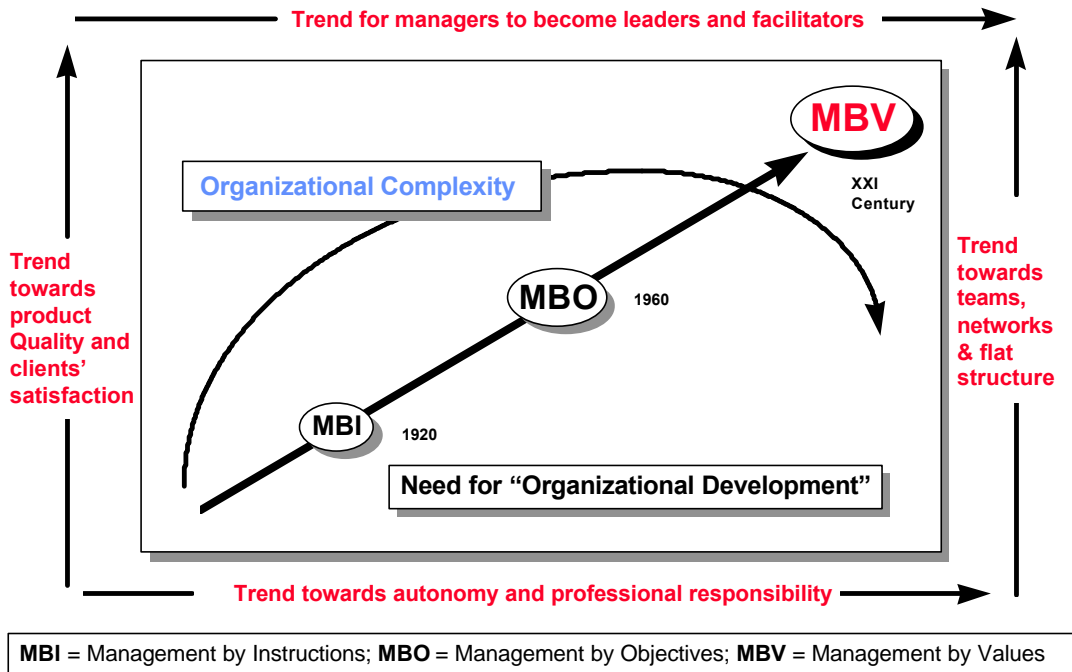 Trend for managers to become leaders and facilitators
MBV
XXI
Century
Organizational Complexity
Trend
towards
product
Quality and
clients’
satisfaction
MBO
1960
Trend
towards
teams,
networks
& flat
structure
MBI
1920
Need for “Organizational Development”
Trend towards autonomy and professional responsibility
MBI = Management by Instructions; MBO = Management by Objectives; MBV = Management by Values